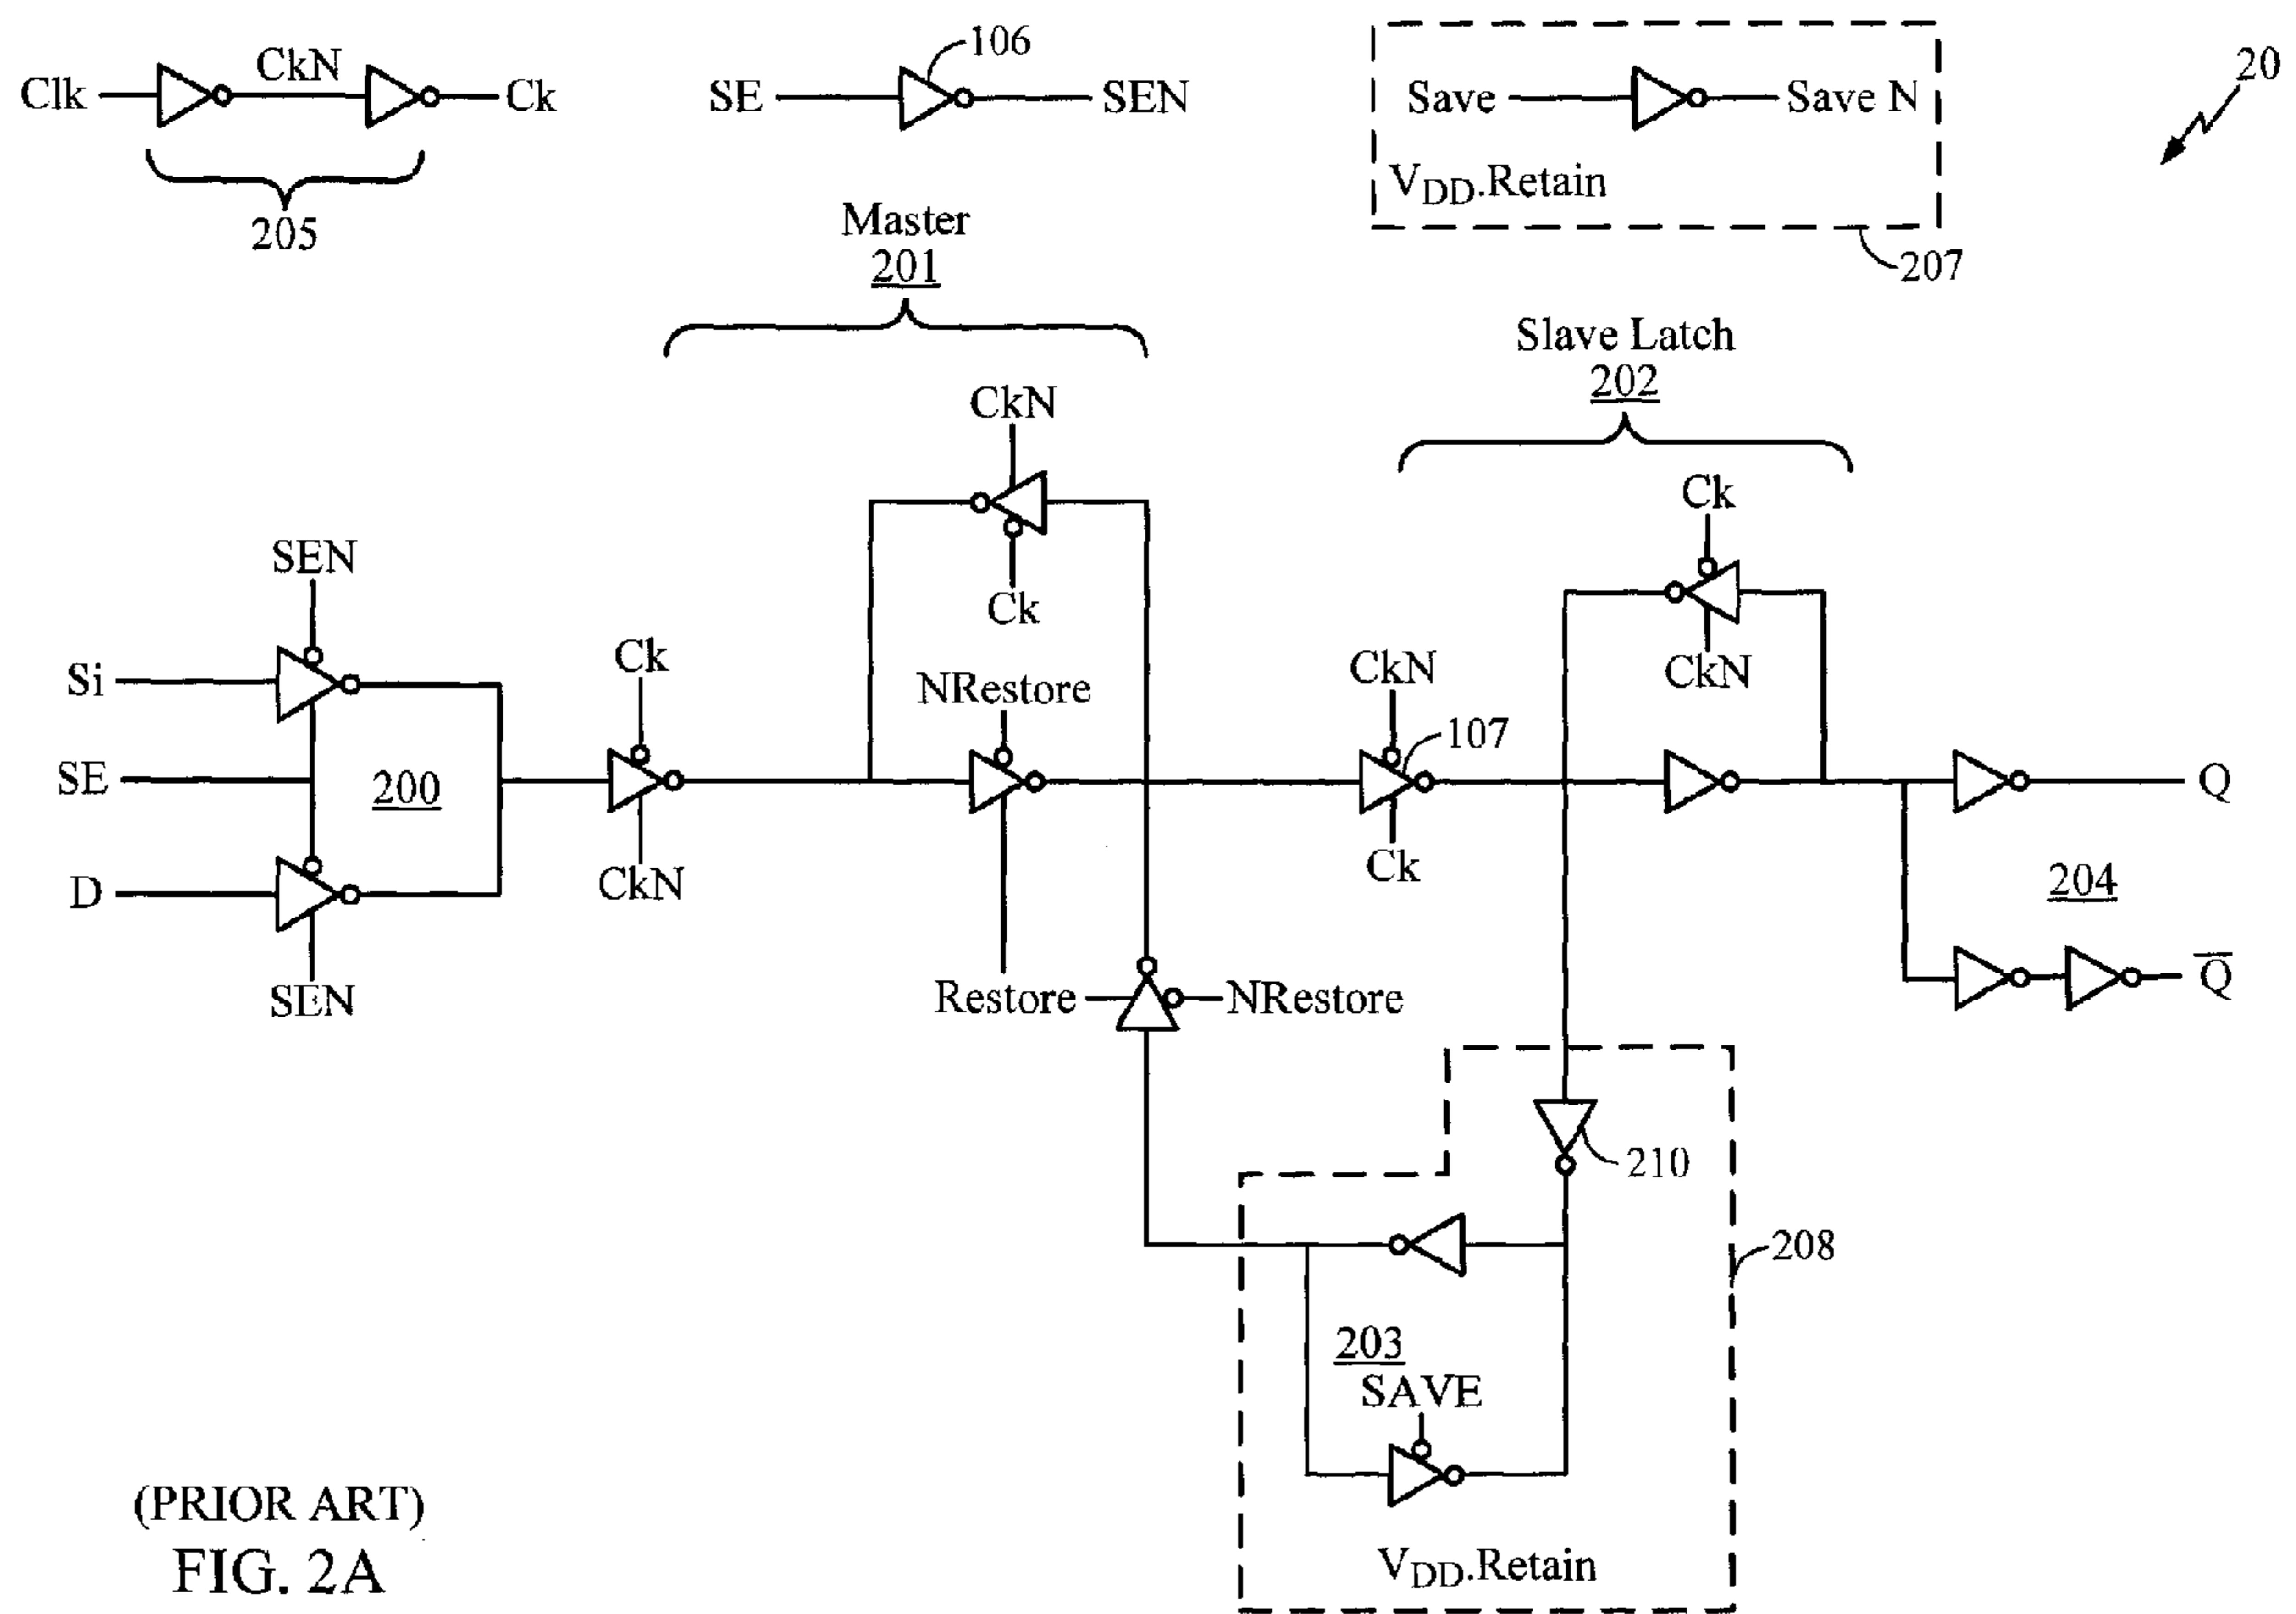 Clk CkN Ck
205
SE 106 SEN
Save Save N
V_DD.Retain
207
20
Master
201
Slave Latch
202
CkN
Ck
Ck
CkN
SEN
Si
SE
200
D
SEN
Ck
CkN
NRestore
CkN
107
Ck
Q
204
Q̅
Restore NRestore
210
208
203
SAVE
V_DD.Retain
(PRIOR ART)
FIG. 2A